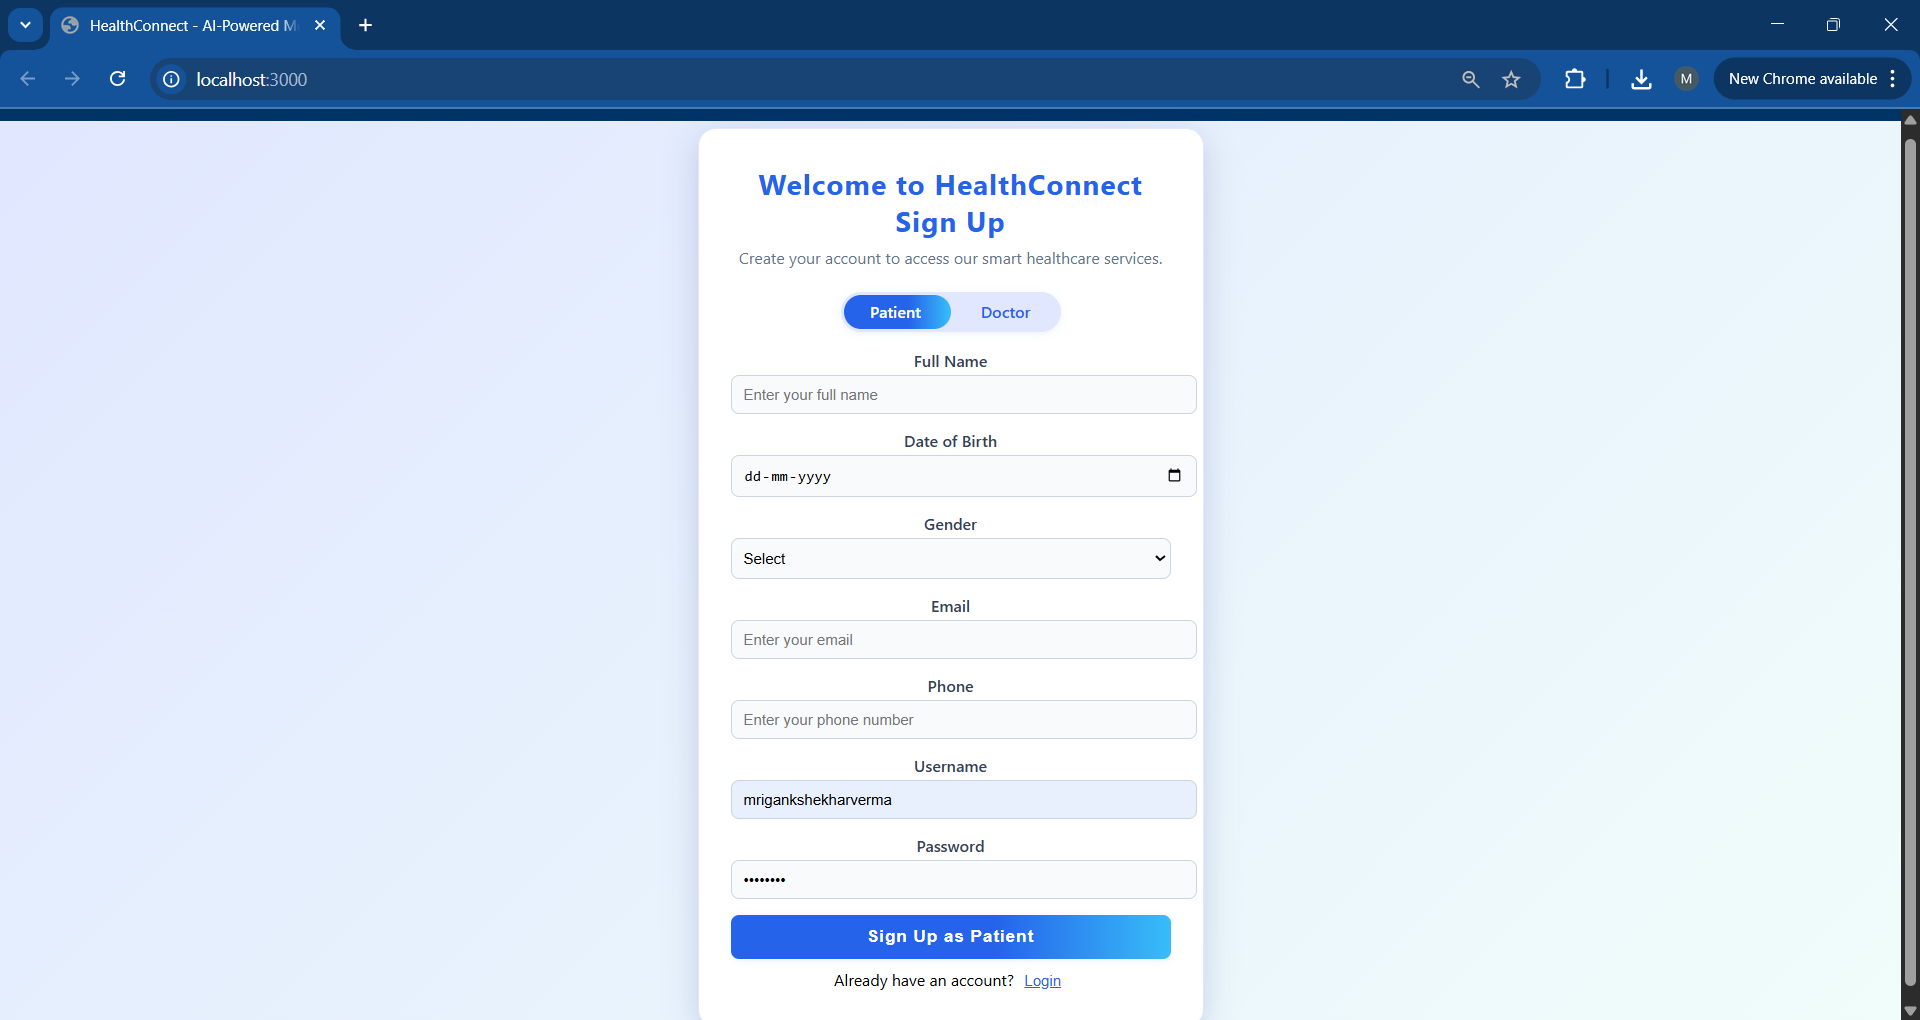 HealthConnect - AI-Powered M
localhost:3000
M
New Chrome available
Welcome to HealthConnect
Sign Up
Create your account to access our smart healthcare services.
Patient
Doctor
Full Name
Enter your full name
Date of Birth
dd-mm-yyyy
Gender
Select
Email
Enter your email
Phone
Enter your phone number
Username
mrigankshekharverma
Password
••••••••
Sign Up as Patient
Already have an account? Login